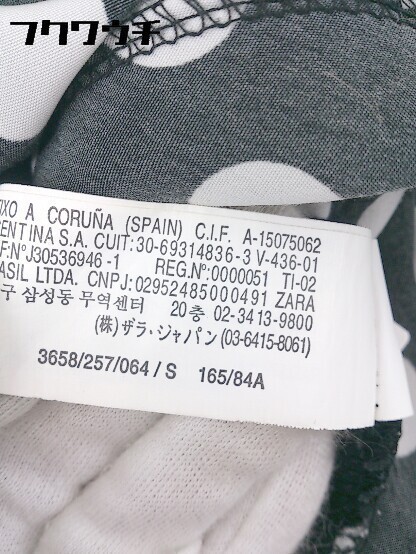 フクウロウチ
IXO A CORUÑA (SPAIN) C.I.F. A-15075062
ENTINA S.A. CUIT:30-69314836-3 V-436-01
F:N°J30536946-1 REG.N°:0000051 TI-02
ASIL LTDA. CNPJ:02952485000491 ZARA
구 삼성동 무역센터 20층 02-3413-9800
(株)ザラ・ジャパン(03-6415-8061)
3658/257/064/S 165/84A